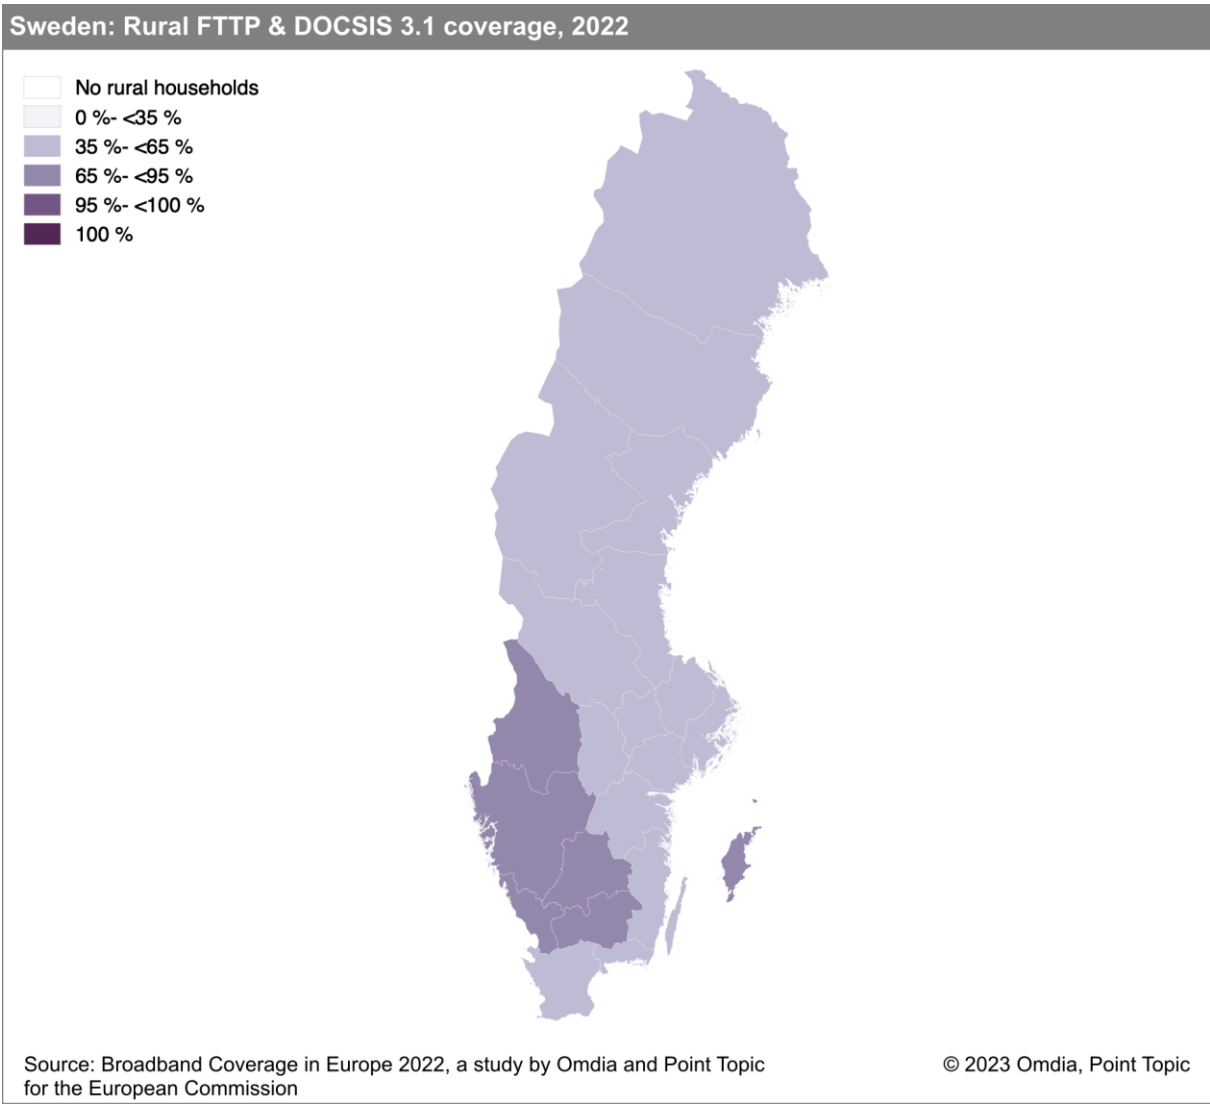 Sweden: Rural FTTP & DOCSIS 3.1 coverage, 2022
No rural households
0 %- <35 %
35 %- <65 %
65 %- <95 %
95 %- <100 %
100 %
Source: Broadband Coverage in Europe 2022, a study by Omdia and Point Topic
for the European Commission
© 2023 Omdia, Point Topic